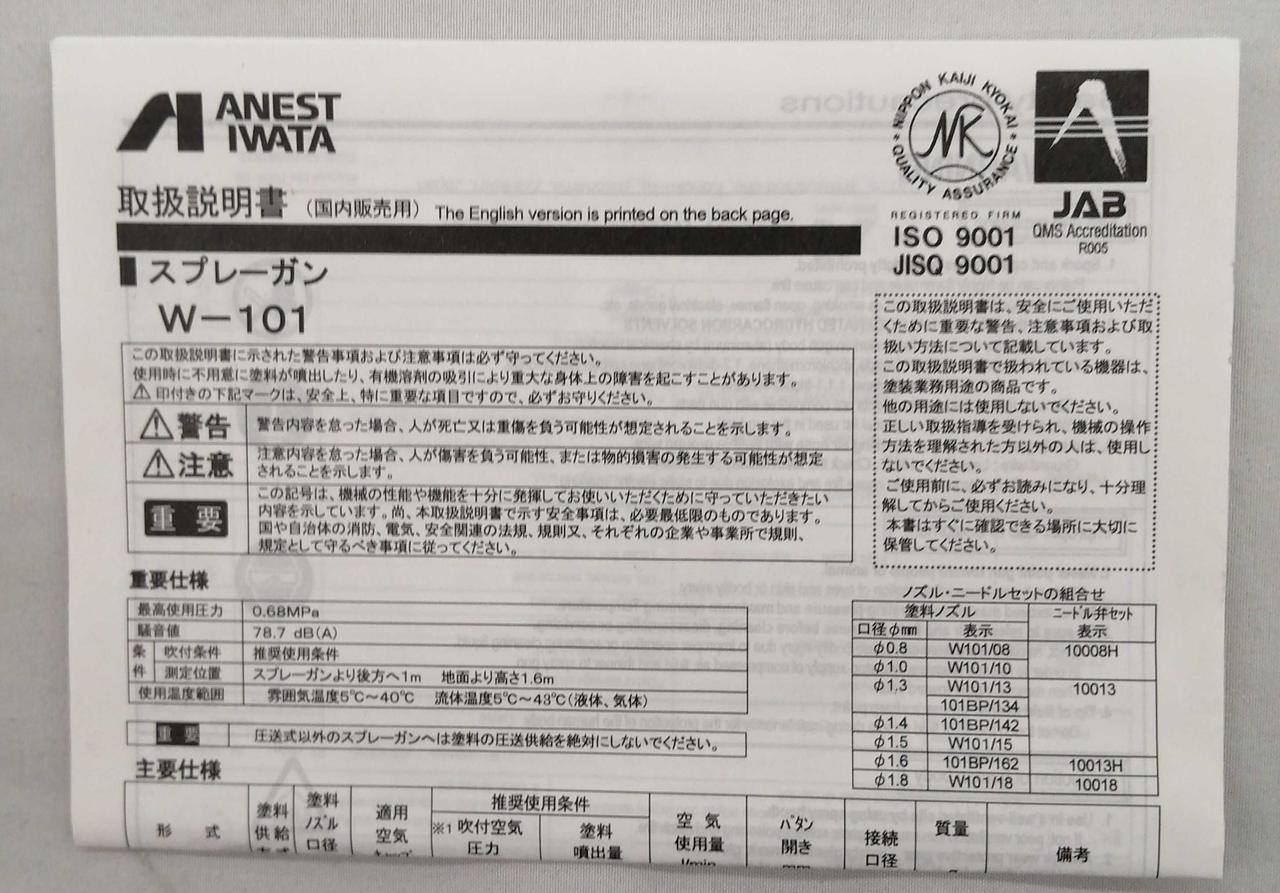 ANEST
IWATA
取扱説明書 (国内販売用) The English version is printed on the back page.
スプレーガン
W-101
NIPPON KAIJI KYOKAI
NK
QUALITY ASSURANCE
REGISTERED FIRM
ISO 9001
JISQ 9001
JAB
QMS Accreditation
R005
この取扱説明書は、安全にご使用いただ
くために重要な警告、注意事項および取
扱い方法について記載しています。
この取扱説明書で扱われている機器は、
塗装業務用途の商品です。
他の用途には使用しないでください。
正しい取扱指導を受けられ、機械の操作
方法を理解された方以外の人は、使用し
ないでください。
ご使用前に、必ずお読みになり、十分理
解してからご使用ください。
本書はすぐに確認できる場所に大切に
保管してください。
この取扱説明書に示された警告事項および注意事項は必ず守ってください。
使用時に不用意に塗料が噴出したり、有機溶剤の吸引により重大な身体上の障害を起こすことがあります。
⚠印付きの下記マークは、安全上、特に重要な項目ですので、必ずお守りください。
⚠警告 警告内容を怠った場合、人が死亡又は重傷を負う可能性が想定されることを示します。
⚠注意 注意内容を怠った場合、人が傷害を負う可能性、または物的損害の発生する可能性が想定
されることを示します。
重要 この記号は、機械の性能や機能を十分に発揮してお使いいただくために守っていただきたい
内容を示しています。尚、本取扱説明書で示す安全事項は、必要最低限のものであります。
国や自治体の消防、電気、安全関連の法規、規則又、それぞれの企業や事業所で規則、
規定として守るべき事項に従ってください。
重要仕様
最高使用圧力 0.68MPa
騒音値 78.7 dB(A)
条件 吹付条件 推奨使用条件
測定位置 スプレーガンより後方へ1m 地面より高さ1.6m
使用温度範囲 雰囲気温度5℃~40℃ 流体温度5℃~43℃(液体、気体)
重要 圧送式以外のスプレーガンへは塗料の圧送供給を絶対にしないでください。
ノズル・ニードルセットの組合せ
塗料ノズル ニードル弁セット
口径φmm 表示 表示
φ0.8 W101/08 10008H
φ1.0 W101/10
φ1.3 W101/13 10013
101BP/134
φ1.4 101BP/142
φ1.5 W101/15
φ1.6 101BP/162 10013H
φ1.8 W101/18 10018
主要仕様
形式 塗料供給 塗料ノズル口径 適用空気 推奨使用条件 空気使用量 パタン開き 接続口径 質量 備考
※1 吹付空気圧力 塗料噴出量
l/min mm